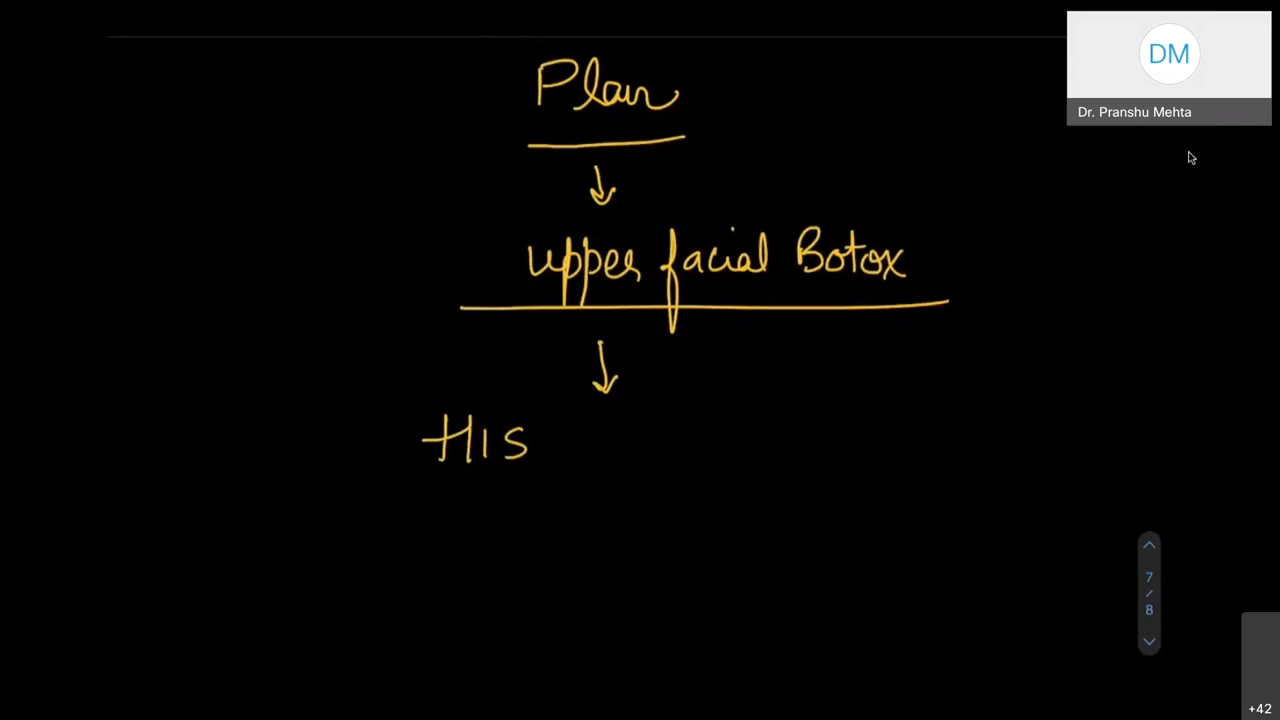 DM
Dr. Pranshu Mehta
Plan
upper facial Botox
HIS
7
/
8
+42